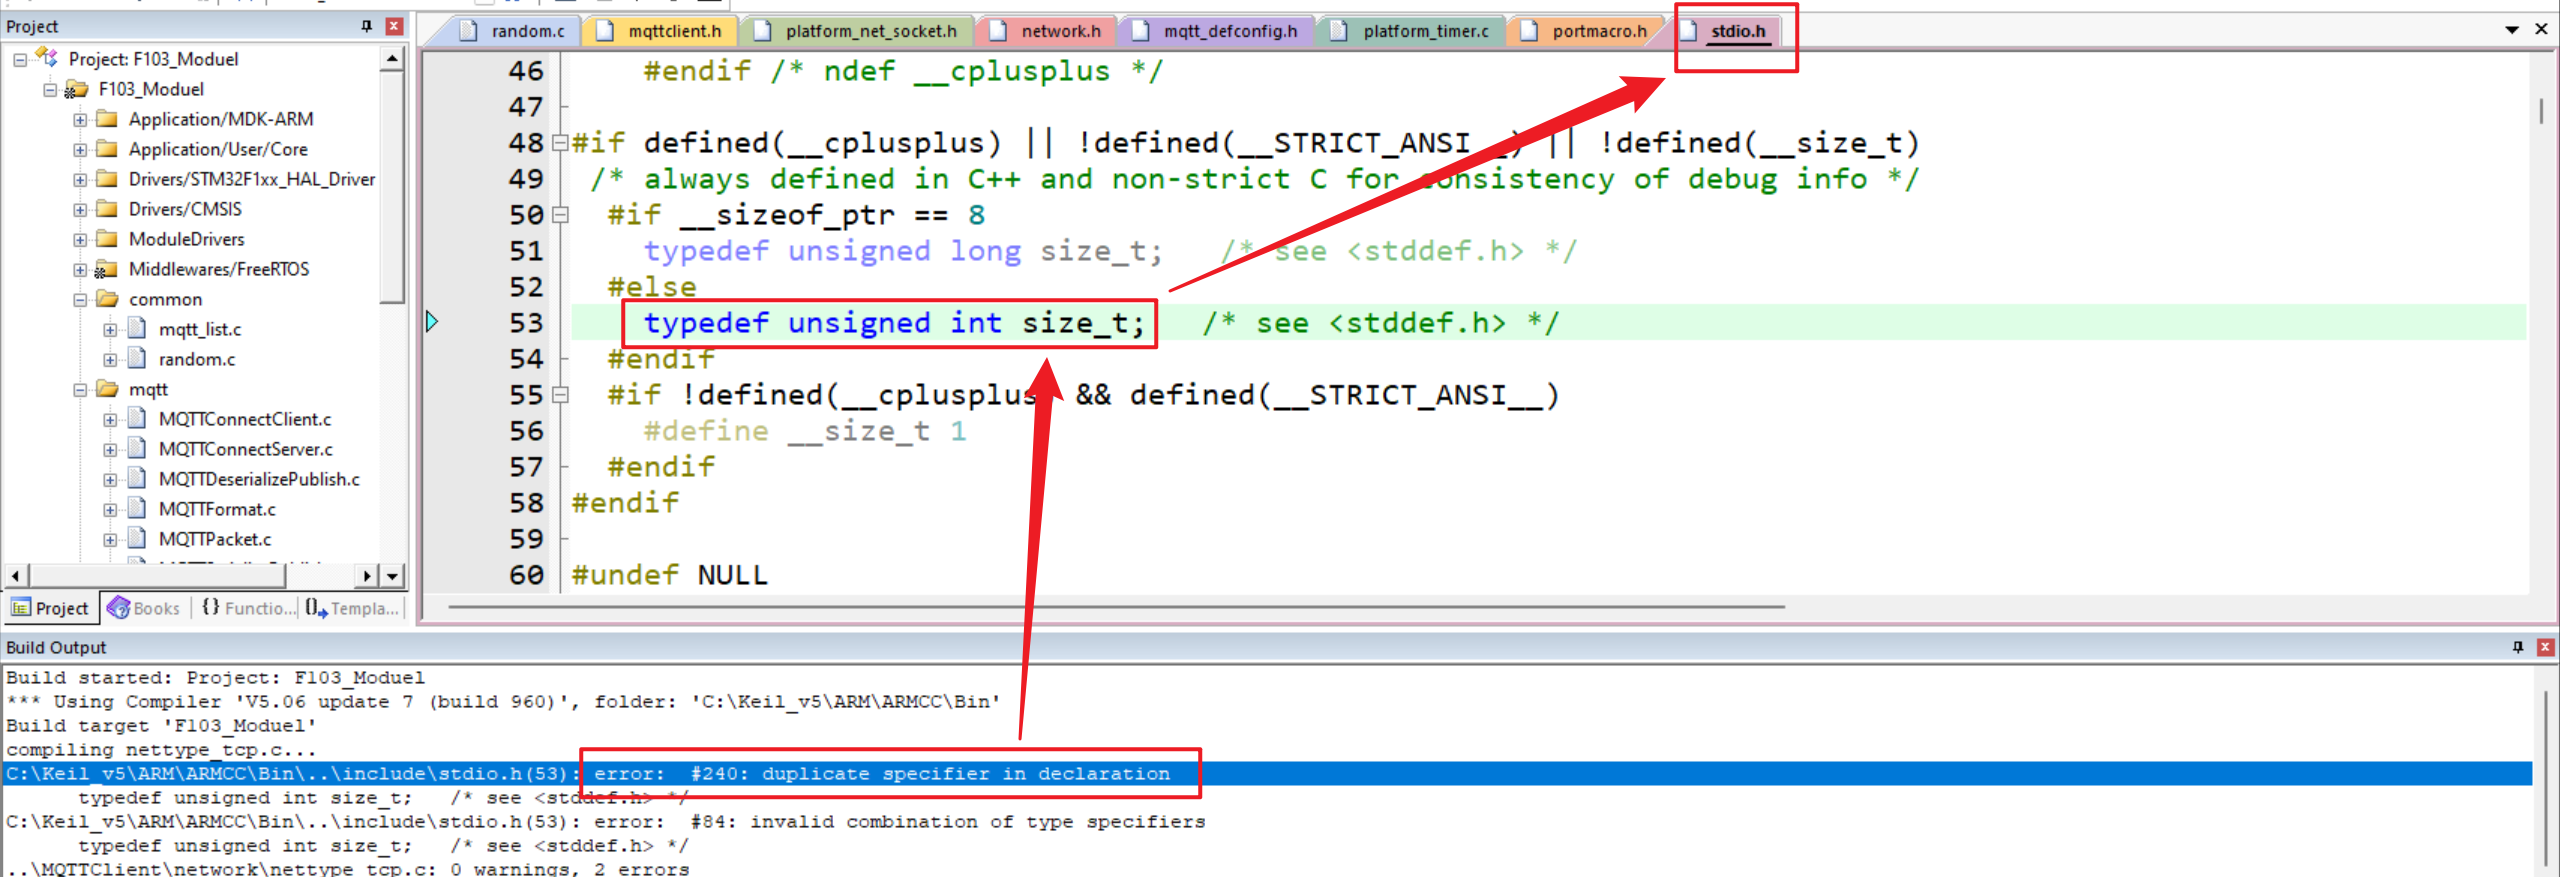 Project
random.c
mqttclient.h
platform_net_socket.h
network.h
mqtt_defconfig.h
platform_timer.c
portmacro.h
stdio.h
Project: F103_Moduel
F103_Moduel
Application/MDK-ARM
Application/User/Core
Drivers/STM32F1xx_HAL_Driver
Drivers/CMSIS
ModuleDrivers
Middlewares/FreeRTOS
common
mqtt_list.c
random.c
mqtt
MQTTConnectClient.c
MQTTConnectServer.c
MQTTDeserializePublish.c
MQTTFormat.c
MQTTPacket.c
Project
Books
{} Functio...
Templa...
46 #endif /* ndef __cplusplus */
47
48 #if defined(__cplusplus) || !defined(__STRICT_ANSI__) || !defined(__size_t)
49 /* always defined in C++ and non-strict C for consistency of debug info */
50 #if __sizeof_ptr == 8
51 typedef unsigned long size_t; /* see <stddef.h> */
52 #else
53 typedef unsigned int size_t; /* see <stddef.h> */
54 #endif
55 #if !defined(__cplusplus) && defined(__STRICT_ANSI__)
56 #define __size_t 1
57 #endif
58 #endif
59
60 #undef NULL
Build Output
Build started: Project: F103_Moduel
*** Using Compiler 'V5.06 update 7 (build 960)', folder: 'C:\Keil_v5\ARM\ARMCC\Bin'
Build target 'F103_Moduel'
compiling nettype_tcp.c...
C:\Keil_v5\ARM\ARMCC\Bin\..\include\stdio.h(53): error: #240: duplicate specifier in declaration
typedef unsigned int size_t; /* see <stddef.h> */
C:\Keil_v5\ARM\ARMCC\Bin\..\include\stdio.h(53): error: #84: invalid combination of type specifiers
typedef unsigned int size_t; /* see <stddef.h> */
..\MQTTClient\network\nettype_tcp.c: 0 warnings, 2 errors